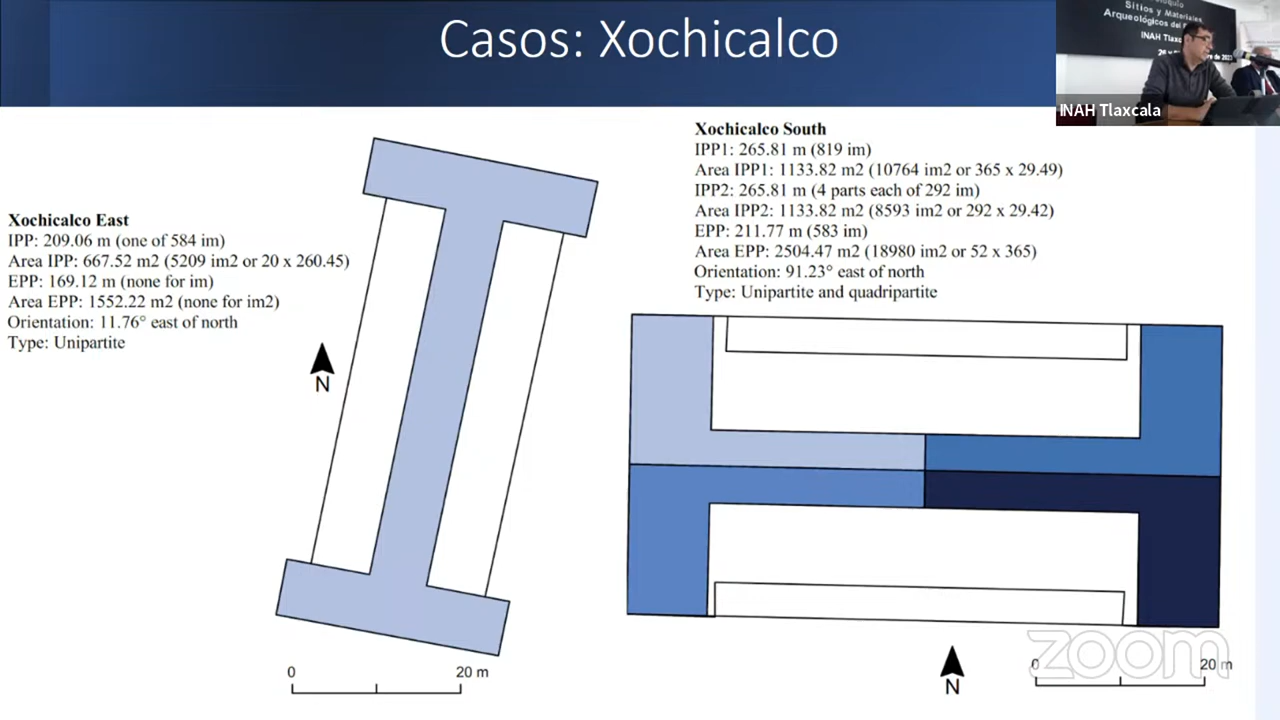 Casos: Xochicalco
Sitios y Materiales
Arqueológicos del
INAH Tlax
INAH Tlaxcala
Xochicalco East
IPP: 209.06 m (one of 584 im)
Area IPP: 667.52 m2 (5209 im2 or 20 x 260.45)
EPP: 169.12 m (none for im)
Area EPP: 1552.22 m2 (none for im2)
Orientation: 11.76° east of north
Type: Unipartite
N
0 20 m
Xochicalco South
IPP1: 265.81 m (819 im)
Area IPP1: 1133.82 m2 (10764 im2 or 365 x 29.49)
IPP2: 265.81 m (4 parts each of 292 im)
Area IPP2: 1133.82 m2 (8593 im2 or 292 x 29.42)
EPP: 211.77 m (583 im)
Area EPP: 2504.47 m2 (18980 im2 or 52 x 365)
Orientation: 91.23° east of north
Type: Unipartite and quadripartite
N
0 20 m
zoom